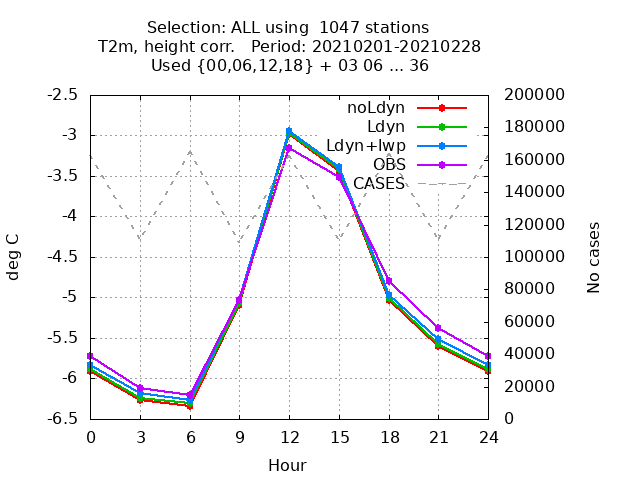 Selection: ALL using  1047 stations
T2m, height corr.   Period: 20210201-20210228
Used {00,06,12,18} + 03 06 ... 36
noLdyn
Ldyn
Ldyn+lwp
OBS
CASES
-2.5
-3
-3.5
-4
-4.5
-5
-5.5
-6
-6.5
deg C
200000
180000
160000
140000
120000
100000
80000
60000
40000
20000
0
No cases
0 3 6 9 12 15 18 21 24
Hour